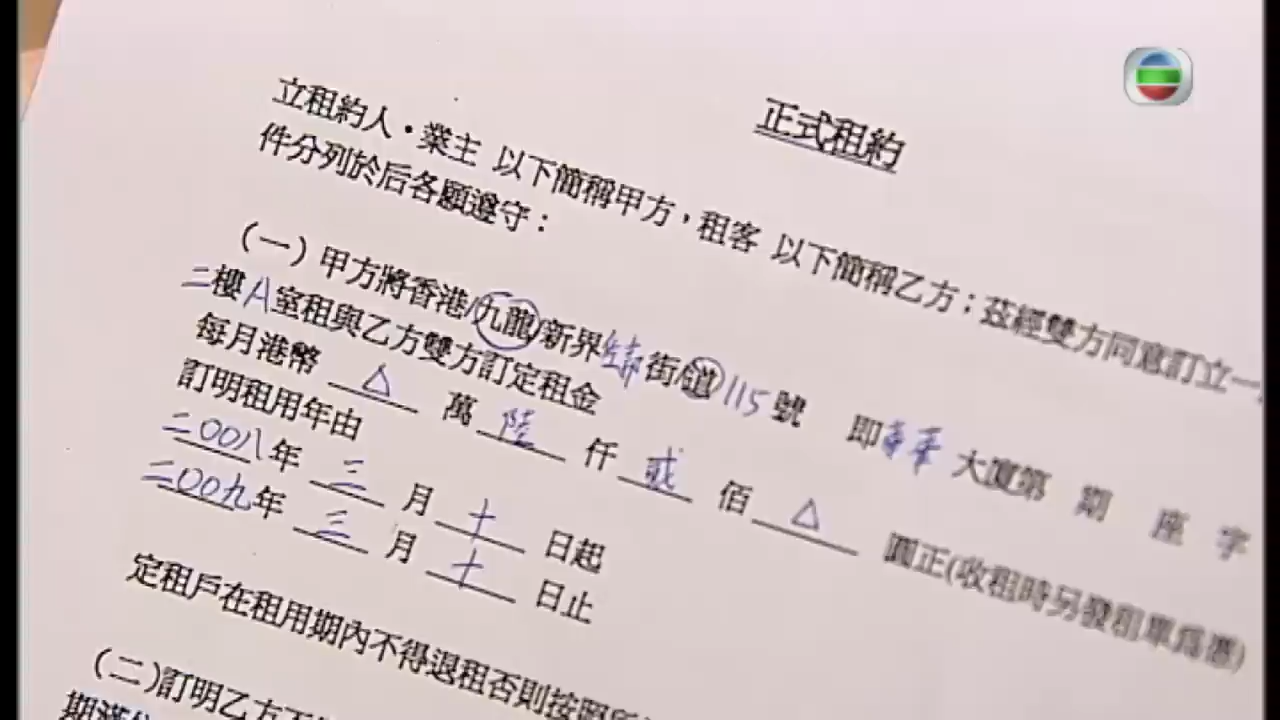 正式租約
立租約人・業主 以下簡稱甲方，租客 以下簡稱乙方；茲經雙方同意訂立一
件分列於后各願遵守：
(一) 甲方將香港/九龍/新界 街/道115號 即 大廈第 期 座 字
二樓A室租與乙方雙方訂定租金
每月港幣 △ 萬 陸 仟 貳 佰 △ 圓正(收租時另發租單為憑)
訂明租用年由
二００八年 三 月 十 日起
二００九年 三 月 十 日止
定租戶在租用期內不得退租否則按照
(二)訂明乙方不
期滿